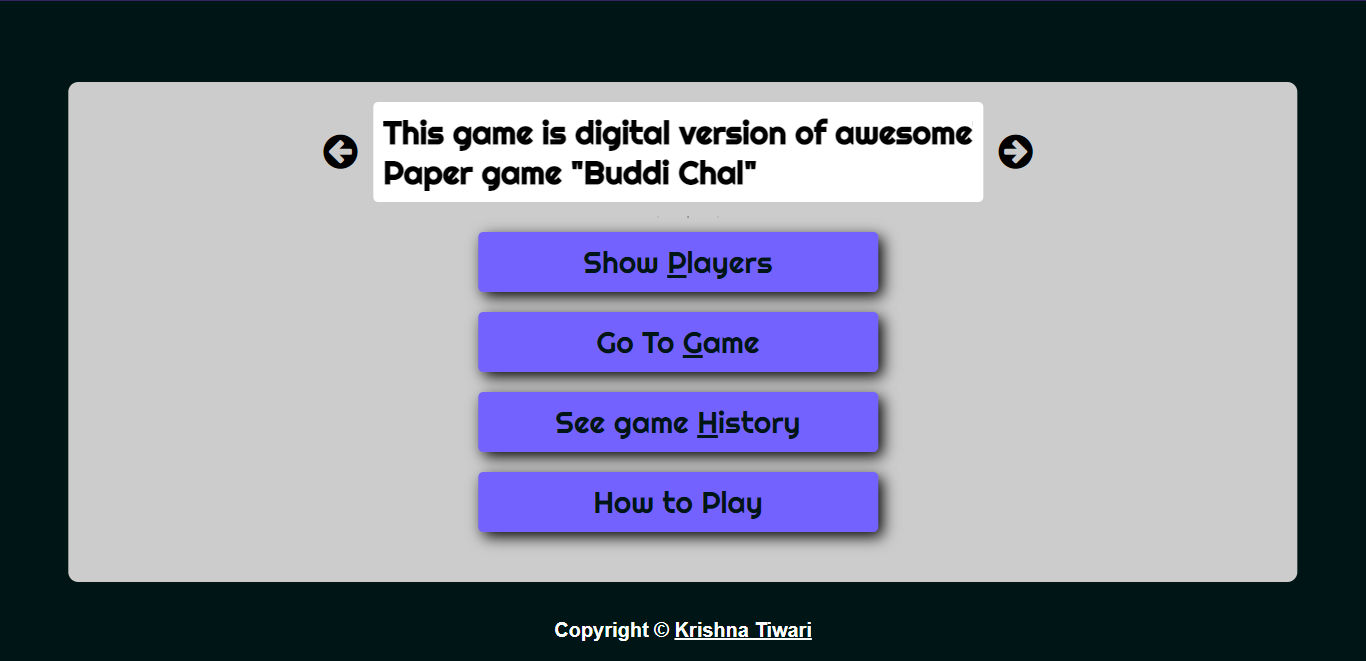 This game is digital version of awesome
Paper game "Buddi Chal"
Show Players
Go To Game
See game History
How to Play
Copyright © Krishna Tiwari